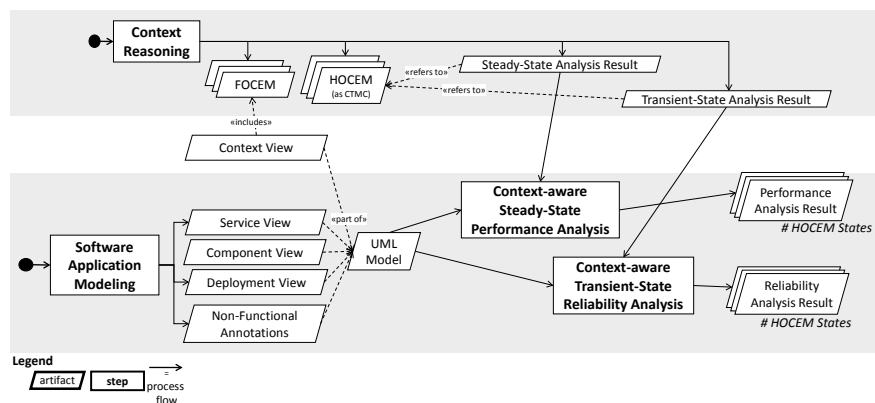 Context
Reasoning
FOCEM
HOCEM
(as CTMC)
«refers to»
Steady-State Analysis Result
«refers to»
Transient-State Analysis Result
«includes»
Context View
Service View
Component View
Deployment View
Non-Functional
Annotations
Software
Application
Modeling
«part of»
UML
Model
Context-aware
Steady-State
Performance Analysis
Performance
Analysis Result
# HOCEM States
Context-aware
Transient-State
Reliability Analysis
Reliability
Analysis Result
# HOCEM States
Legend
artifact
step
=
process
flow